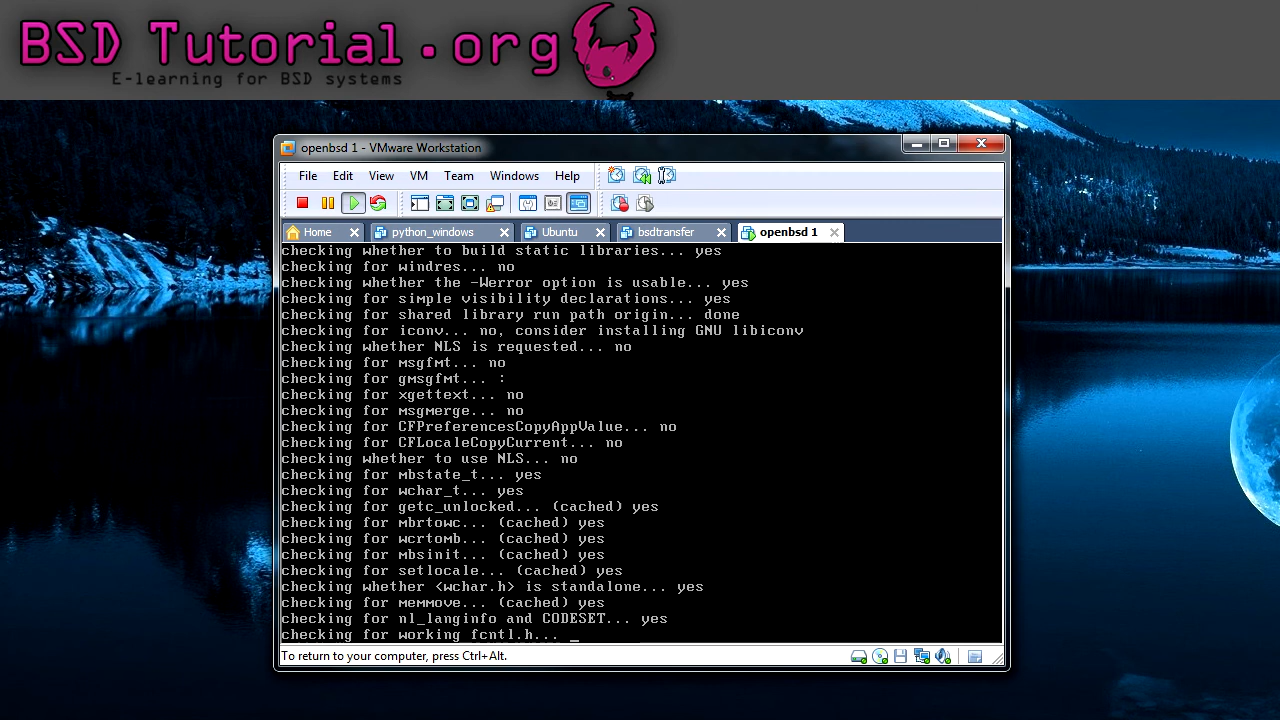 BSD Tutorial.org
E-learning for BSD systems
openbsd 1 - VMware Workstation
File Edit View VM Team Windows Help
Home python_windows Ubuntu bsdtransfer openbsd 1
checking whether to build static libraries... yes
checking for windres... no
checking whether the -Werror option is usable... yes
checking for simple visibility declarations... yes
checking for shared library run path origin... done
checking for iconv... no, consider installing GNU libiconv
checking whether NLS is requested... no
checking for msgfmt... no
checking for gmsgfmt... :
checking for xgettext... no
checking for msgmerge... no
checking for CFPreferencesCopyAppValue... no
checking for CFLocaleCopyCurrent... no
checking whether to use NLS... no
checking for mbstate_t... yes
checking for wchar_t... yes
checking for getc_unlocked... (cached) yes
checking for mbrtowc... (cached) yes
checking for wcrtomb... (cached) yes
checking for mbsinit... (cached) yes
checking for setlocale... (cached) yes
checking whether <wchar.h> is standalone... yes
checking for memmove... (cached) yes
checking for nl_langinfo and CODESET... yes
checking for working fcntl.h... _
To return to your computer, press Ctrl+Alt.